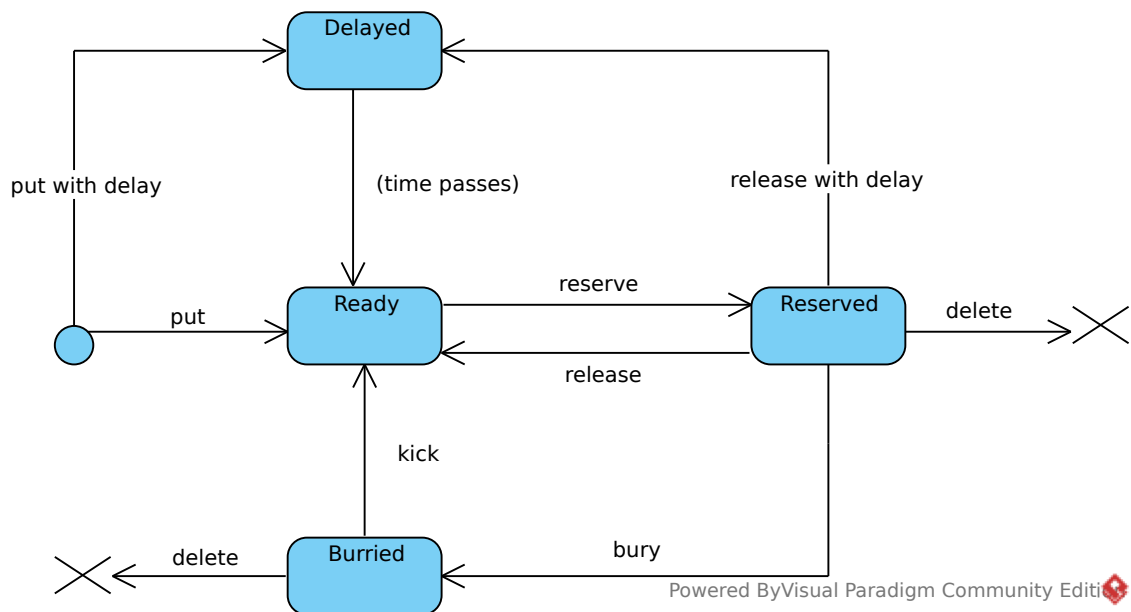 Delayed
put with delay
(time passes)
release with delay
reserve
Ready
Reserved
put
delete
release
kick
delete
Burried
bury
Powered ByVisual Paradigm Community Editi